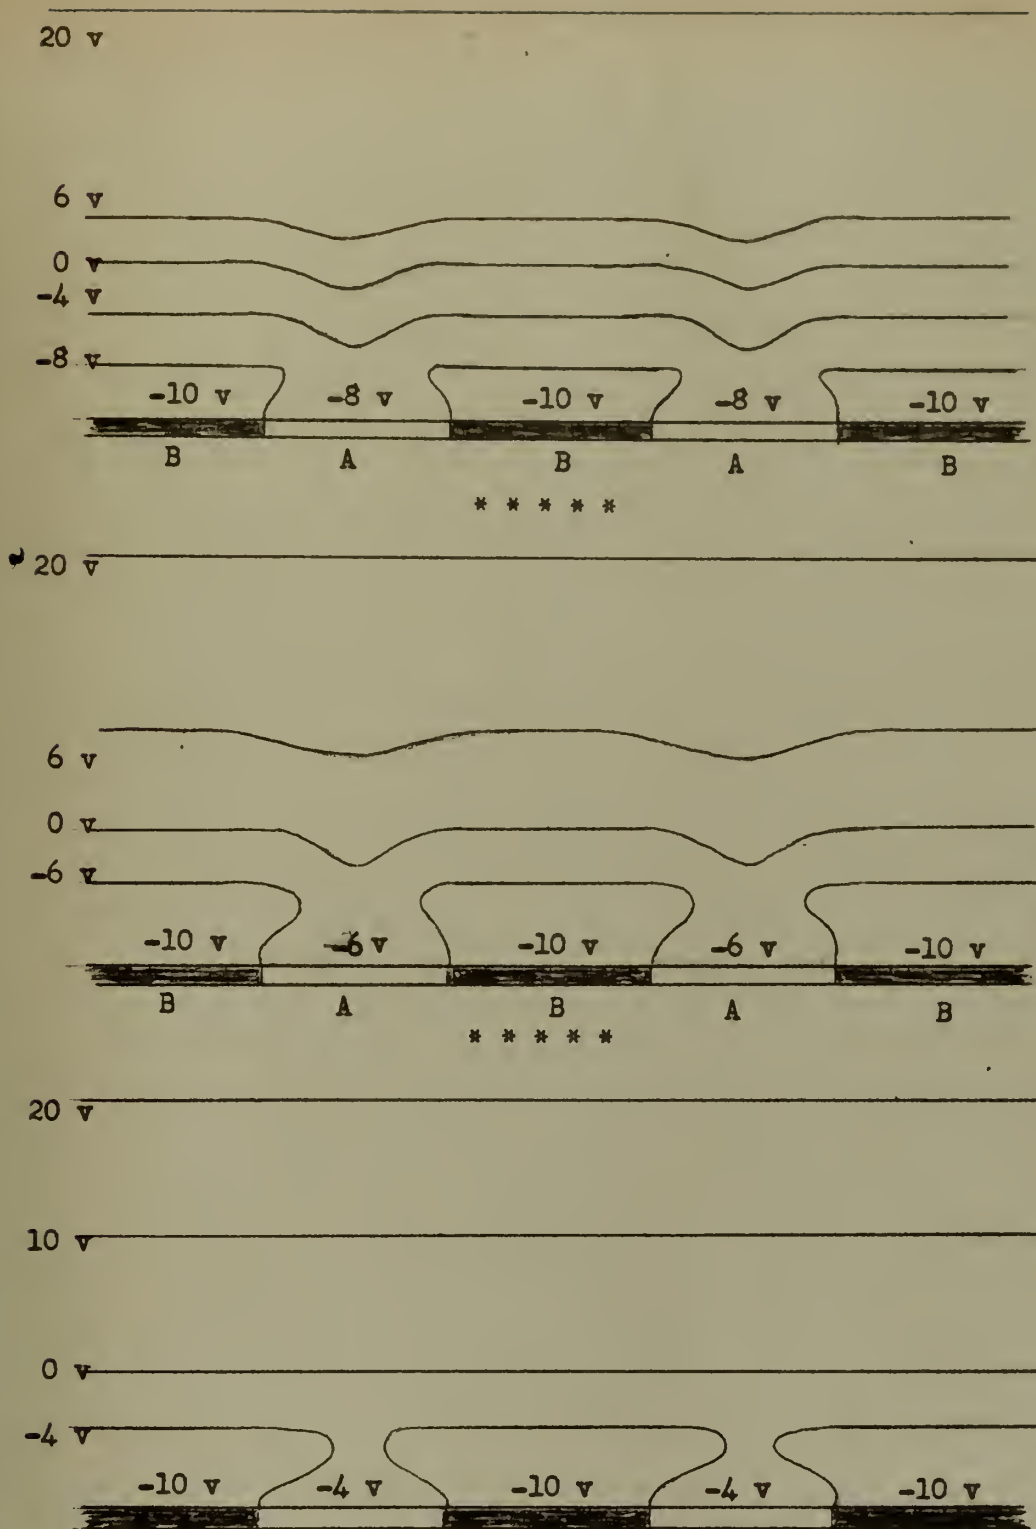 20 v
6 v
0 v
-4 v
-8 v
-10 v -8 v -10 v -8 v -10 v
B A B A B
* * * * *
20 v
6 v
0 v
-6 v
-10 v -6 v -10 v -6 v -10 v
B A B A B
* * * * *
20 v
10 v
0 v
-4 v
-10 v -4 v -10 v -4 v -10 v